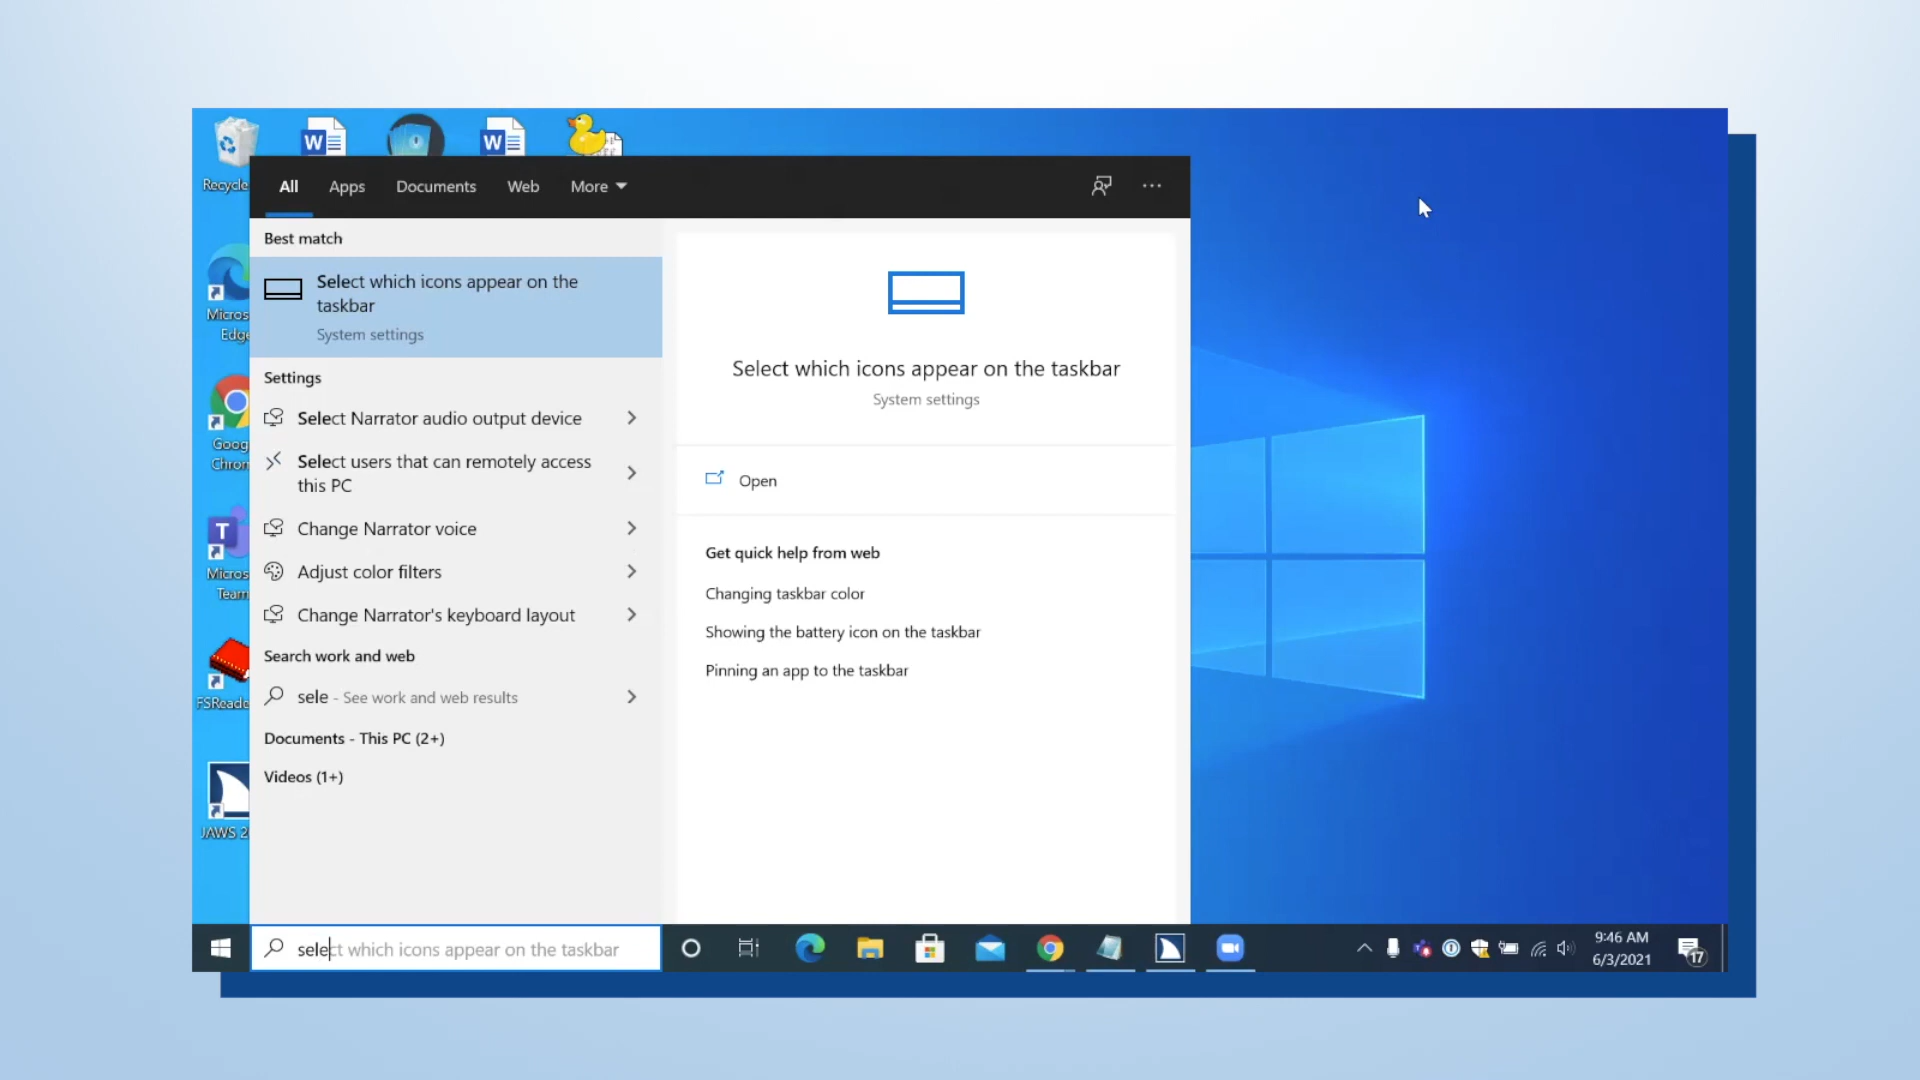 Recycle
Micros
Edge
Goog
Chrom
T
Micros
Team
FSReade
JAWS 2
W
W
All Apps Documents Web More
Best match
Select which icons appear on the
taskbar
System settings
Settings
Select Narrator audio output device
Select users that can remotely access
this PC
Change Narrator voice
Adjust color filters
Change Narrator's keyboard layout
Search work and web
sele - See work and web results
Documents - This PC (2+)
Videos (1+)
Select which icons appear on the taskbar
System settings
Open
Get quick help from web
Changing taskbar color
Showing the battery icon on the taskbar
Pinning an app to the taskbar
select which icons appear on the taskbar
9:46 AM
6/3/2021
17